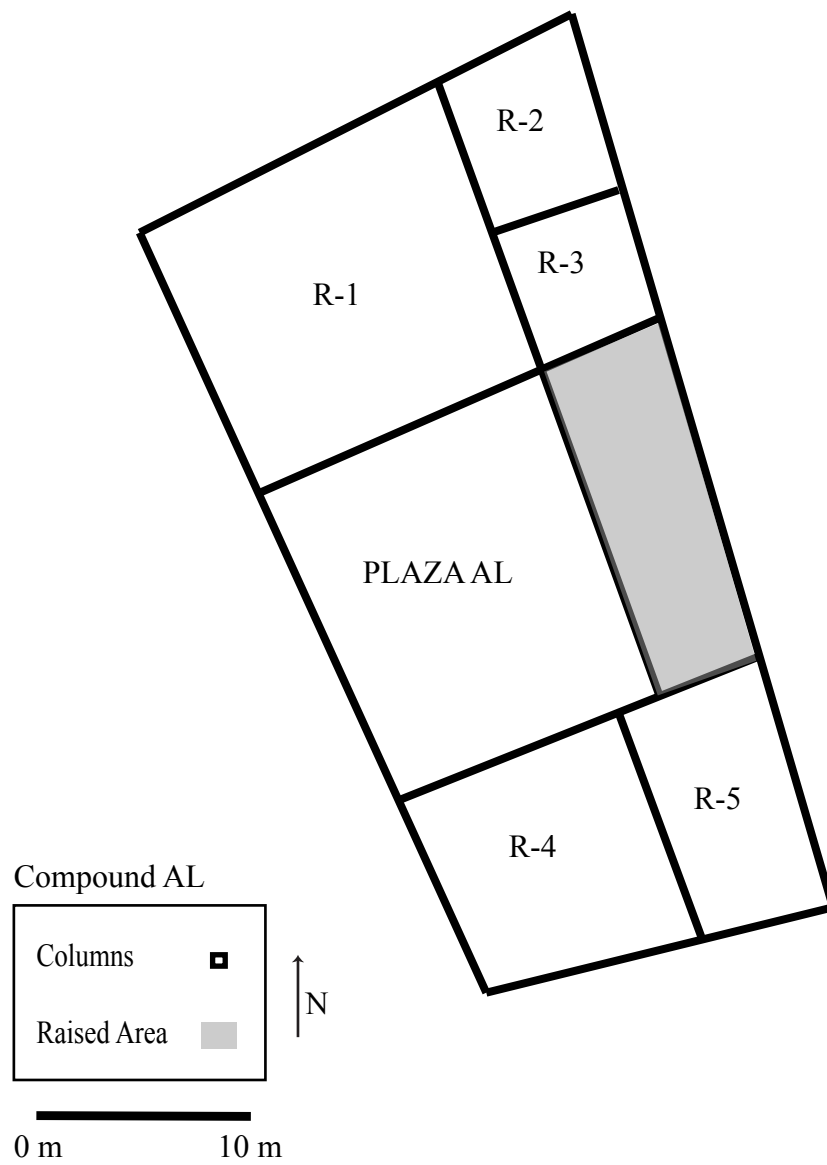 R-2
R-3
R-1
PLAZA AL
R-5
R-4
Compound AL
Columns
Raised Area
N
0 m 10 m